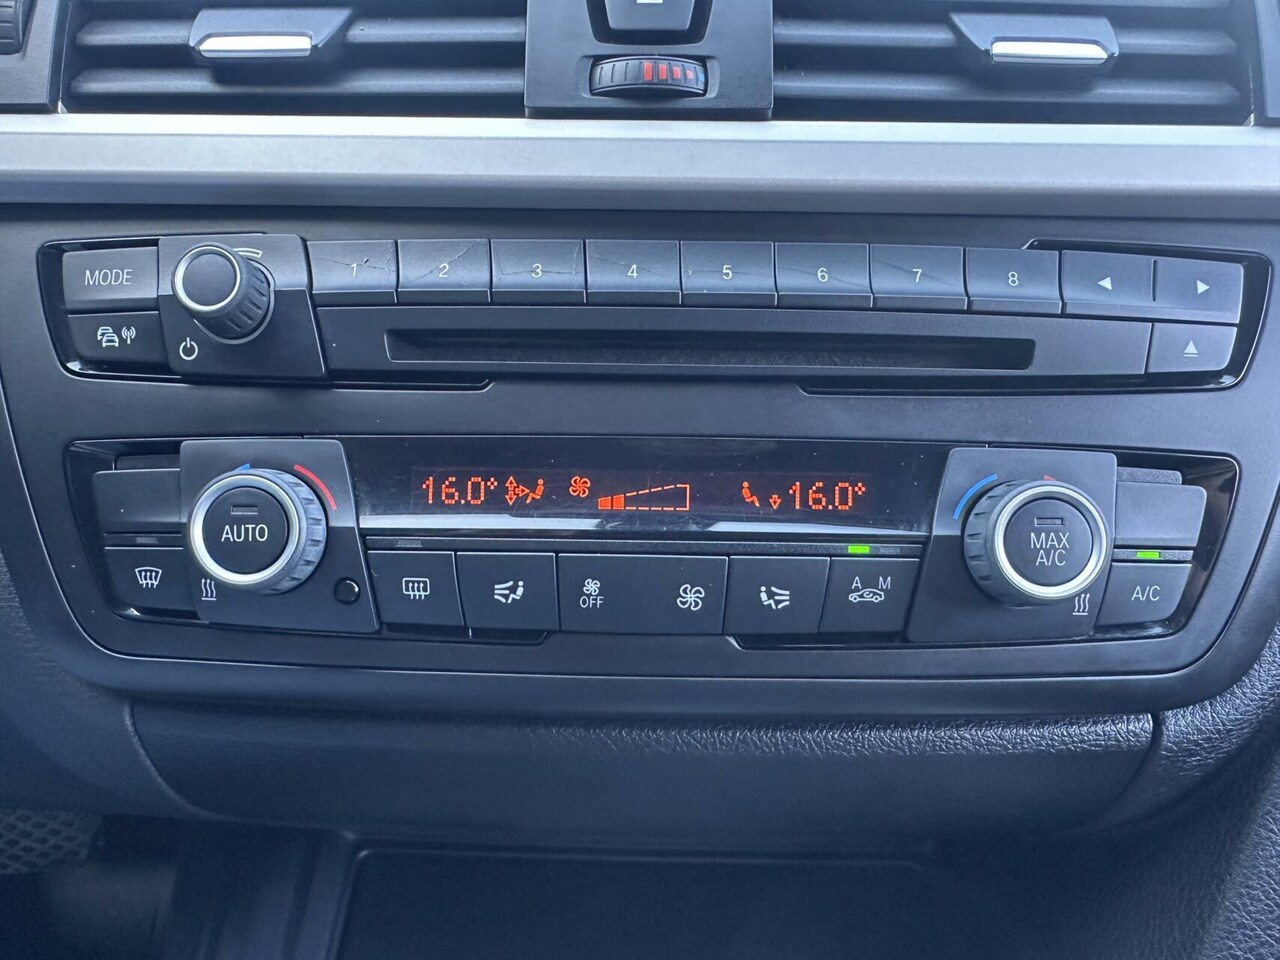 MODE
1 2 3 4 5 6 7 8
16.0° 16.0°
AUTO
MAX
A/C
OFF
A M
A/C